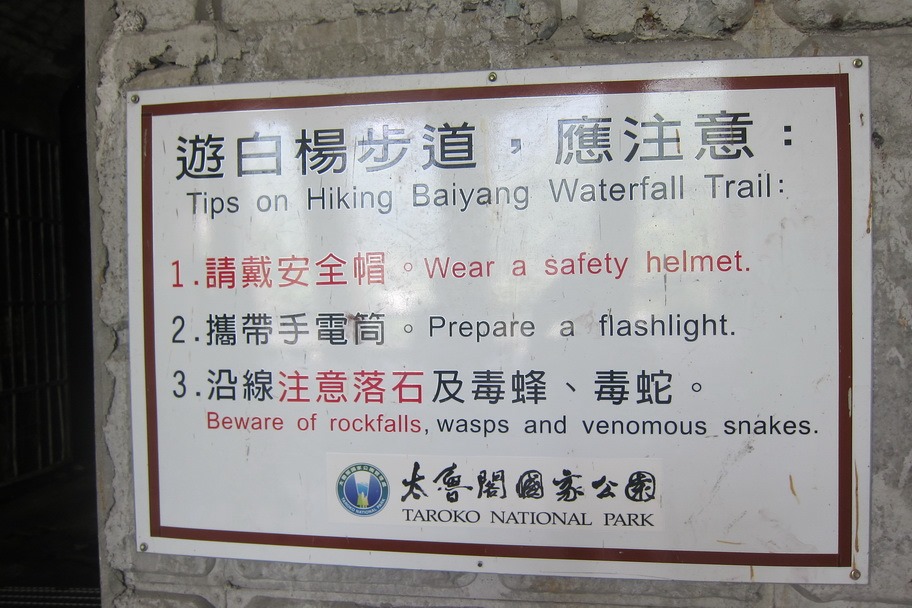 遊白楊步道，應注意：
Tips on Hiking Baiyang Waterfall Trail:
1.請戴安全帽。Wear a safety helmet.
2.攜帶手電筒。Prepare a flashlight.
3.沿線注意落石及毒蜂、毒蛇。
Beware of rockfalls, wasps and venomous snakes.
太魯閣國家公園
TAROKO NATIONAL PARK